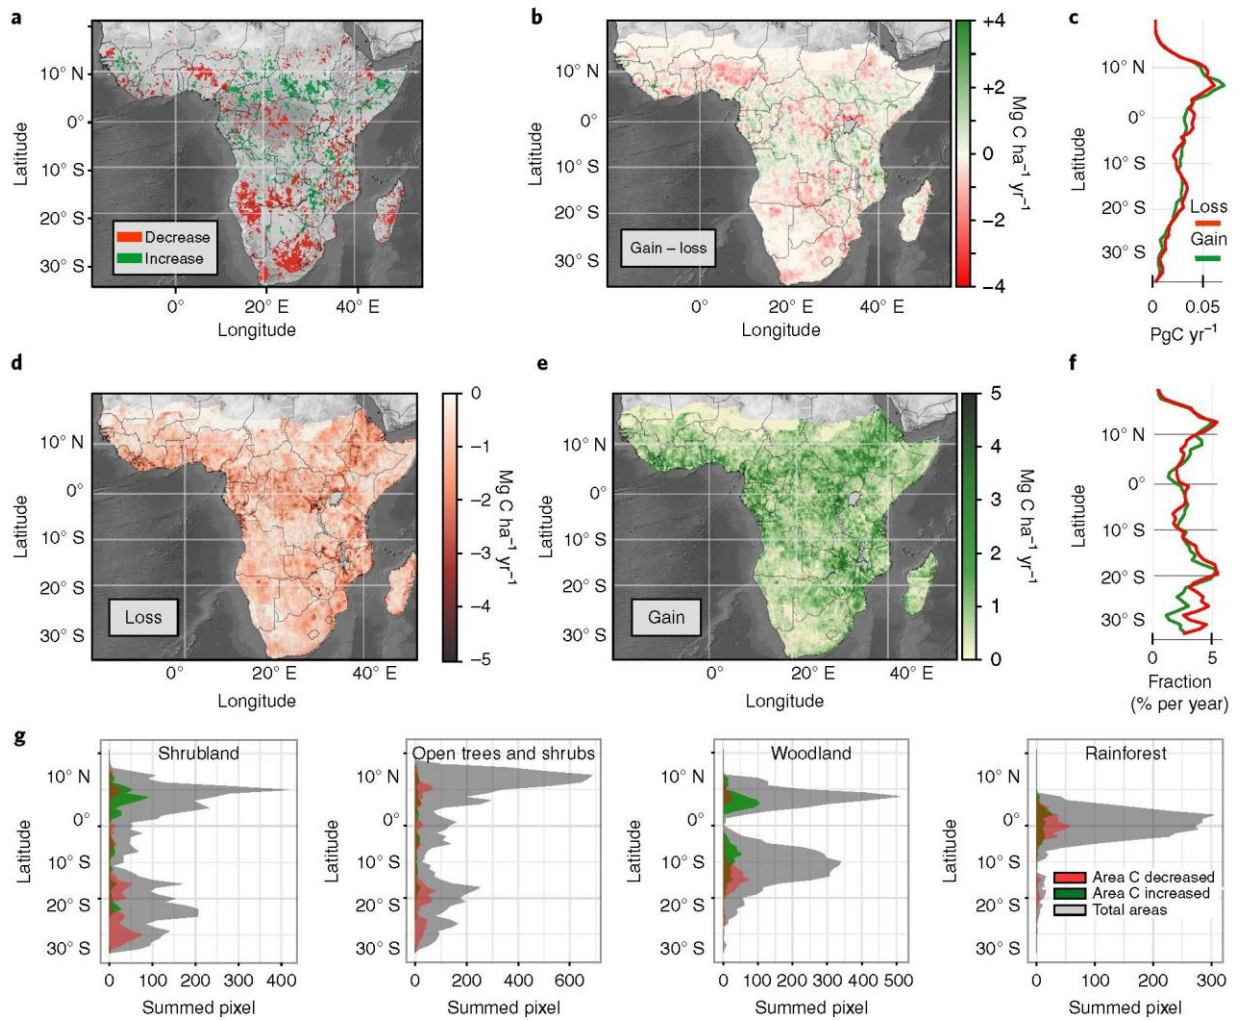 a
10° N
0°
10° S
20° S
30° S
Latitude
Decrease
Increase
0°
20° E
40° E
Longitude
b
10° N
0°
10° S
20° S
30° S
Latitude
Gain – loss
0°
20° E
40° E
Longitude
+4
+2
0
−2
−4
Mg C ha⁻¹ yr⁻¹
c
10° N
0°
10° S
20° S
30° S
Latitude
Loss
Gain
0
0.05
PgC yr⁻¹
d
10° N
0°
10° S
20° S
30° S
Latitude
Loss
0°
20° E
40° E
Longitude
0
−1
−2
−3
−4
−5
Mg C ha⁻¹ yr⁻¹
e
10° N
0°
10° S
20° S
30° S
Latitude
Gain
0°
20° E
40° E
Longitude
5
4
3
2
1
0
Mg C ha⁻¹ yr⁻¹
f
10° N
0°
10° S
20° S
30° S
Latitude
0
5
Fraction
(% per year)
g
Shrubland
10° N
0°
10° S
20° S
30° S
Latitude
0 100 200 300 400
Summed pixel
Open trees and shrubs
10° N
0°
10° S
20° S
30° S
Latitude
0 200 400 600
Summed pixel
Woodland
10° N
0°
10° S
20° S
30° S
Latitude
0 100 200 300 400 500
Summed pixel
Rainforest
10° N
0°
10° S
20° S
30° S
Latitude
Area C decreased
Area C increased
Total areas
0 100 200 300
Summed pixel